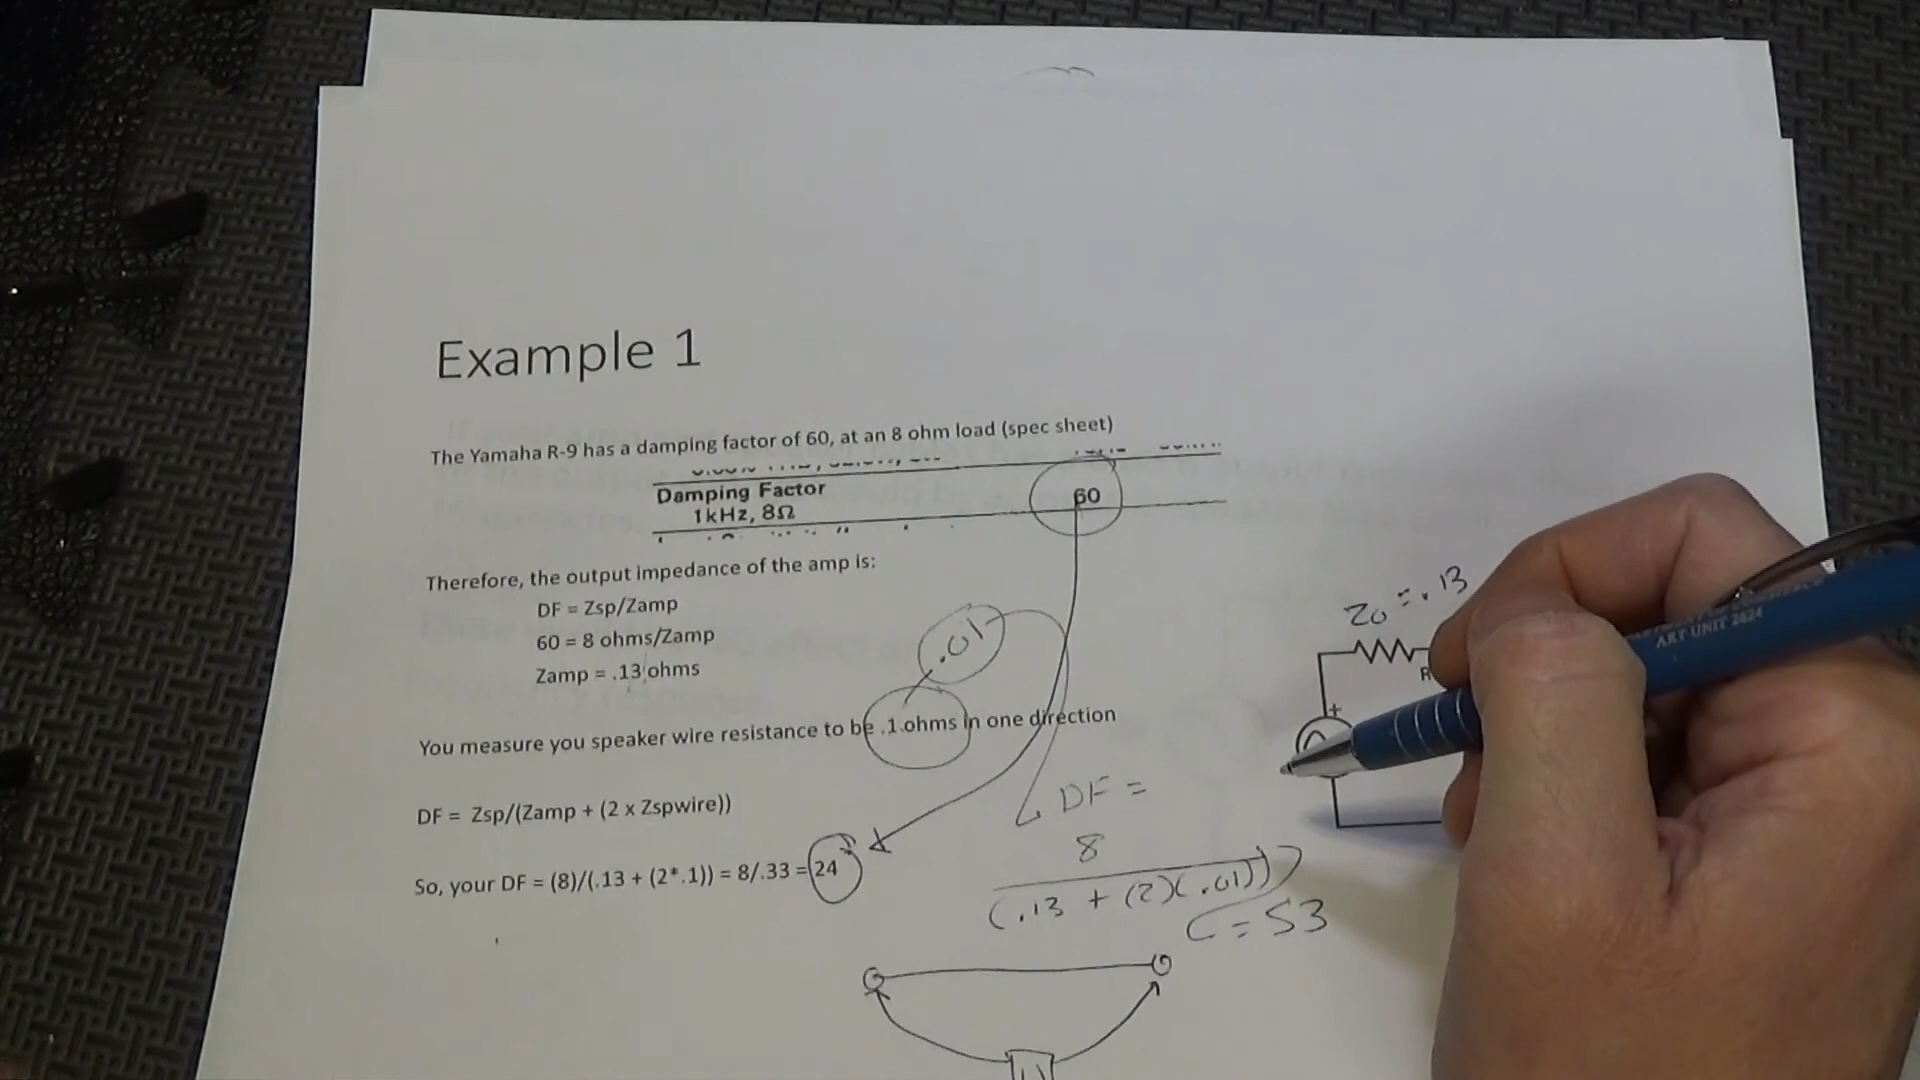 Example 1
The Yamaha R-9 has a damping factor of 60, at an 8 ohm load (spec sheet)
Damping Factor 60
1kHz, 8Ω
Therefore, the output impedance of the amp is:
DF = Zsp/Zamp
60 = 8 ohms/Zamp
Zamp = .13 ohms
.01
Zo = .13
R
+
You measure you speaker wire resistance to be .1 ohms in one direction
DF = Zsp/(Zamp + (2 x Zspwire))
So, your DF = (8)/(.13 + (2*.1)) = 8/.33 = 24
DF =
8
(.13 + (2)(.01))
= 53
ART UNIT 2624